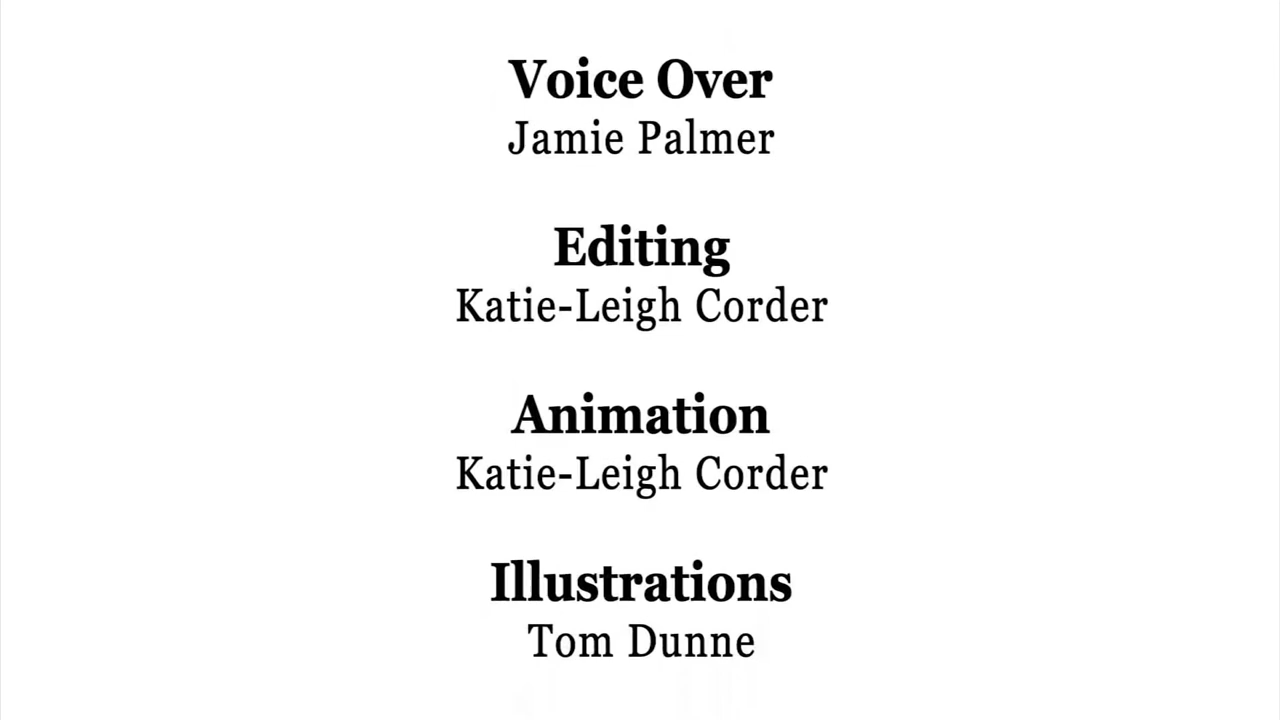 Voice Over
Jamie Palmer
Editing
Katie-Leigh Corder
Animation
Katie-Leigh Corder
Illustrations
Tom Dunne